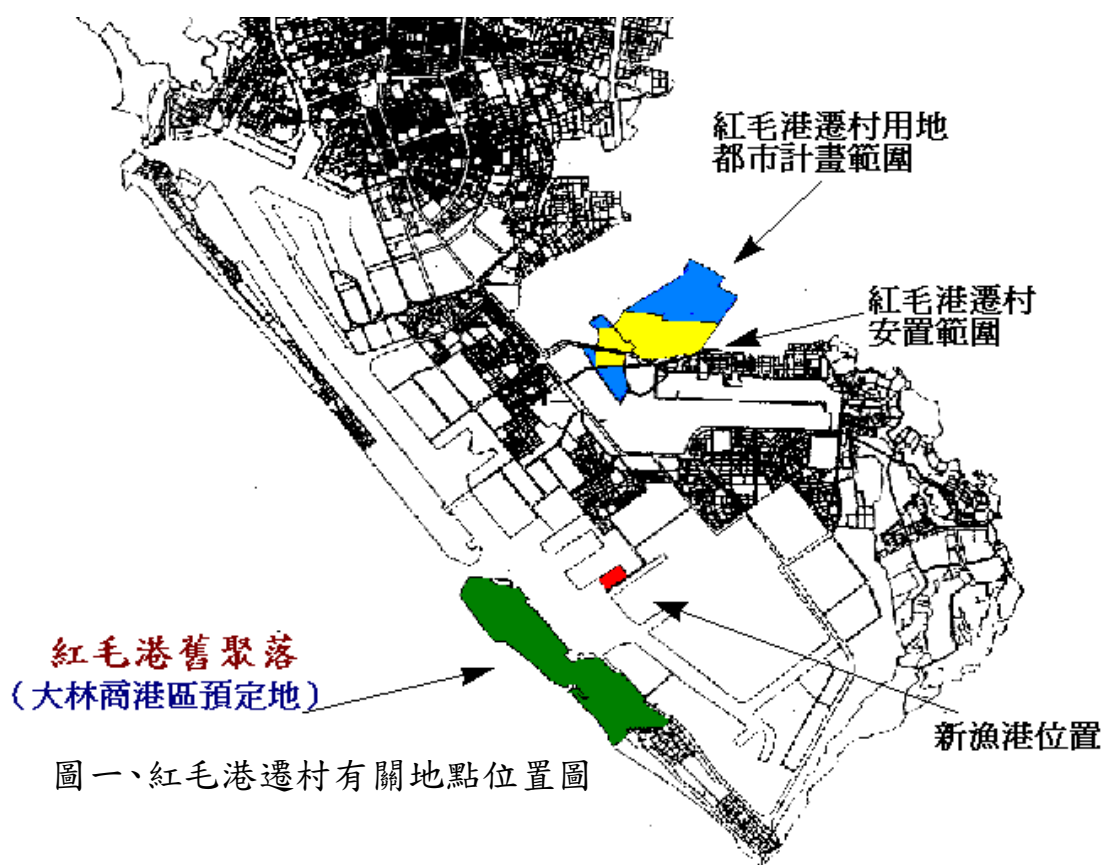 紅毛港遷村用地
都市計畫範圍
紅毛港遷村
安置範圍
紅毛港舊聚落
(大林商港區預定地)
新漁港位置
圖一、紅毛港遷村有關地點位置圖